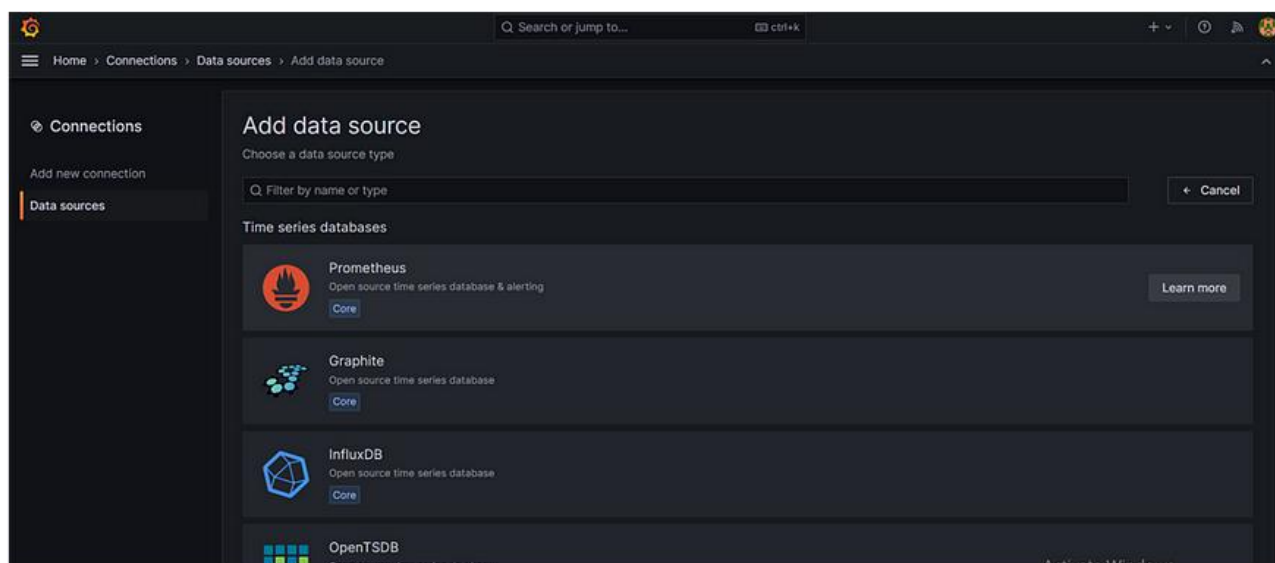 Search or jump to...
ctrl+k
Home › Connections › Data sources › Add data source
Connections
Add new connection
Data sources
Add data source
Choose a data source type
Filter by name or type
Cancel
Time series databases
Prometheus
Open source time series database & alerting
Core
Learn more
Graphite
Open source time series database
Core
InfluxDB
Open source time series database
Core
OpenTSDB